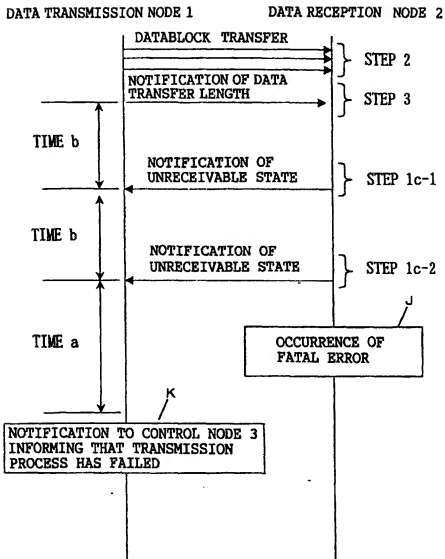 DATA TRANSMISSION NODE 1 DATA RECEPTION NODE 2
DATABLOCK TRANSFER
STEP 2
NOTIFICATION OF DATA
TRANSFER LENGTH
STEP 3
TIME b
NOTIFICATION OF
UNRECEIVABLE STATE
STEP 1c-1
TIME b
NOTIFICATION OF
UNRECEIVABLE STATE
STEP 1c-2
J
TIME a
OCCURRENCE OF
FATAL ERROR
K
NOTIFICATION TO CONTROL NODE 3
INFORMING THAT TRANSMISSION
PROCESS HAS FAILED